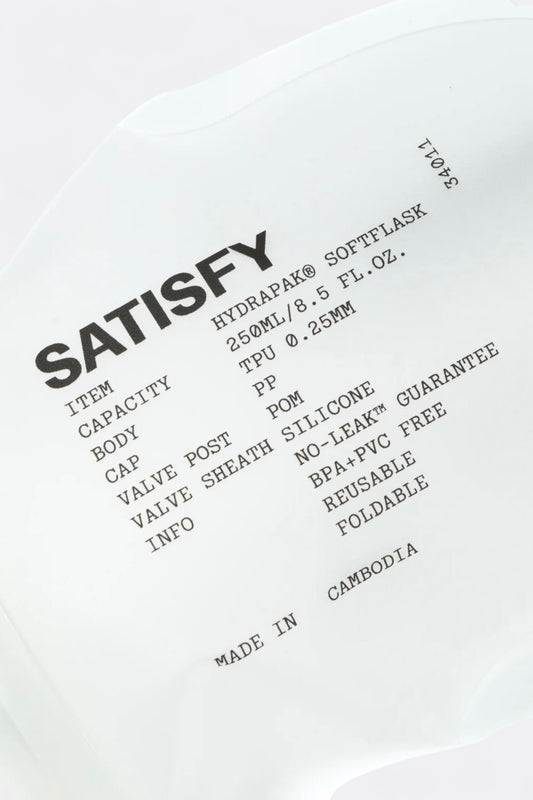 SATISFY
34011
ITEM HYDRAPAK® SOFTFLASK
CAPACITY 250ML/8.5 FL.OZ.
BODY TPU 0.25MM
CAP PP
VALVE POST POM
VALVE SHEATH SILICONE
INFO NO-LEAK™ GUARANTEE
BPA+PVC FREE
REUSABLE
FOLDABLE
MADE IN CAMBODIA